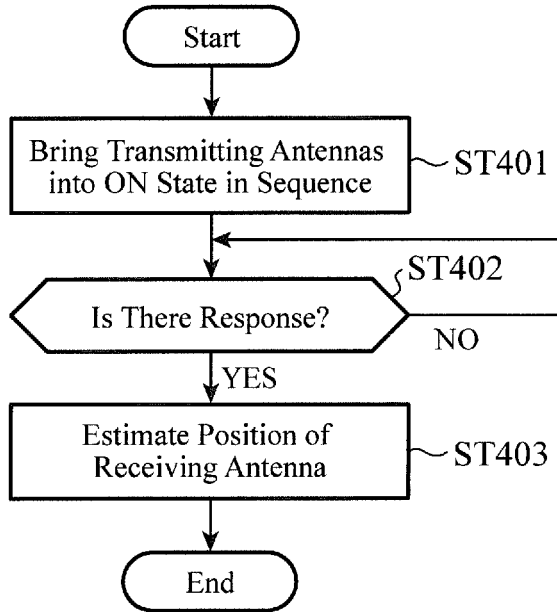 Start
Bring Transmitting Antennas
into ON State in Sequence
ST401
ST402
Is There Response?
NO
YES
Estimate Position of
Receiving Antenna
ST403
End